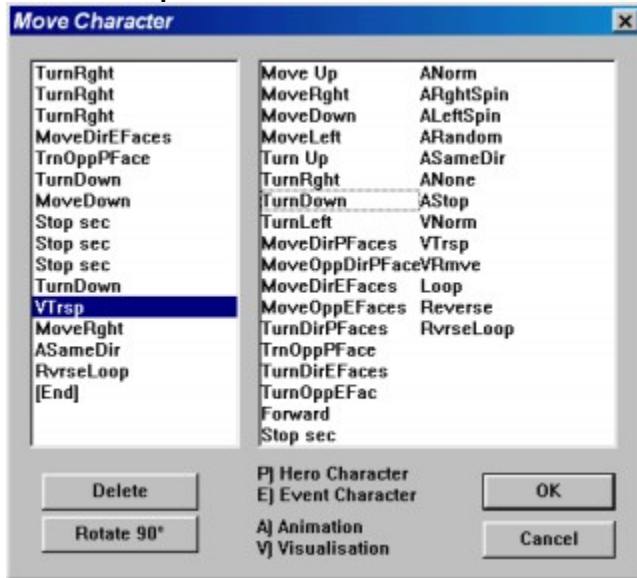 Move Character
TurnRght
TurnRght
TurnRght
MoveDirEFaces
TrnOppPFace
TurnDown
MoveDown
Stop sec
Stop sec
Stop sec
TurnDown
VTrsp
MoveRght
ASameDir
RvrseLoop
[End]
Move Up
MoveRght
MoveDown
MoveLeft
Turn Up
TurnRght
TurnDown
TurnLeft
MoveDirPFaces
MoveOppDirPFace
MoveDirEFaces
MoveOppEFaces
TurnDirPFaces
TrnOppPFace
TurnDirEFaces
TurnOppEFac
Forward
Stop sec
ANorm
ARghtSpin
ALeftSpin
ARandom
ASameDir
ANone
AStop
VNorm
VTrsp
VRmve
Loop
Reverse
RvrseLoop
Delete
Rotate 90°
P) Hero Character
E) Event Character
A) Animation
V) Visualisation
OK
Cancel